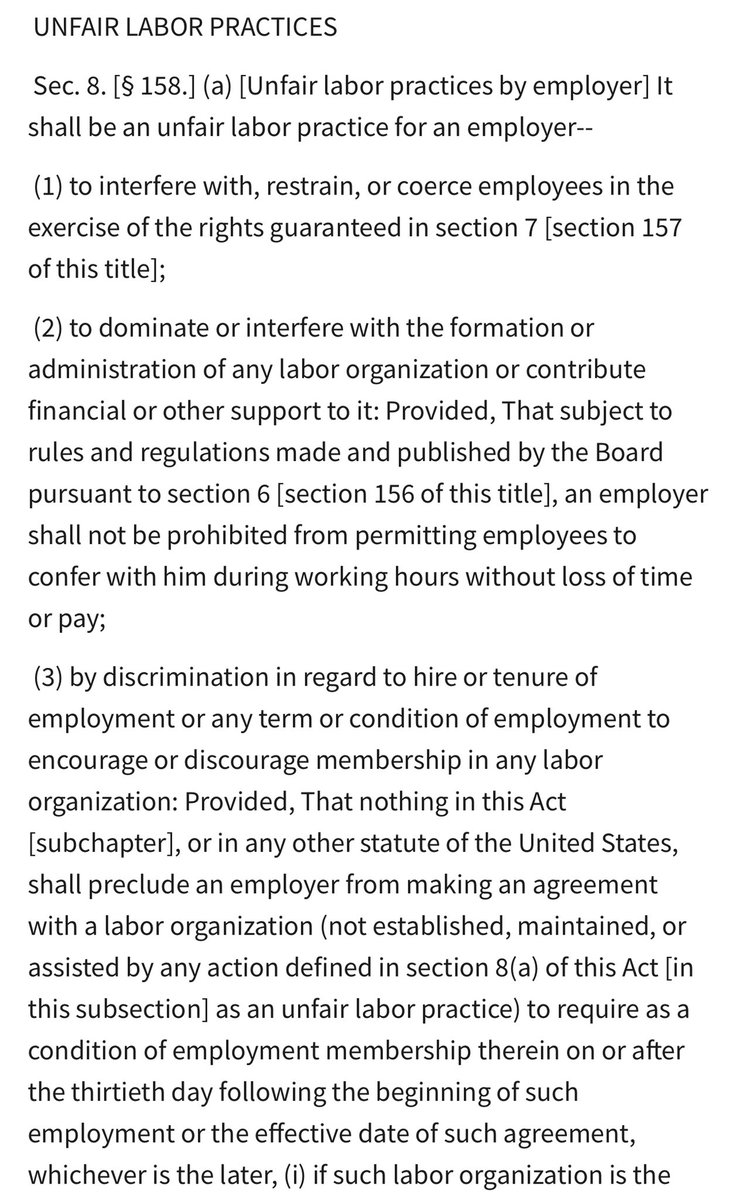 UNFAIR LABOR PRACTICES
Sec. 8. [§ 158.] (a) [Unfair labor practices by employer] It
shall be an unfair labor practice for an employer--
(1) to interfere with, restrain, or coerce employees in the
exercise of the rights guaranteed in section 7 [section 157
of this title];
(2) to dominate or interfere with the formation or
administration of any labor organization or contribute
financial or other support to it: Provided, That subject to
rules and regulations made and published by the Board
pursuant to section 6 [section 156 of this title], an employer
shall not be prohibited from permitting employees to
confer with him during working hours without loss of time
or pay;
(3) by discrimination in regard to hire or tenure of
employment or any term or condition of employment to
encourage or discourage membership in any labor
organization: Provided, That nothing in this Act
[subchapter], or in any other statute of the United States,
shall preclude an employer from making an agreement
with a labor organization (not established, maintained, or
assisted by any action defined in section 8(a) of this Act [in
this subsection] as an unfair labor practice) to require as a
condition of employment membership therein on or after
the thirtieth day following the beginning of such
employment or the effective date of such agreement,
whichever is the later, (i) if such labor organization is the